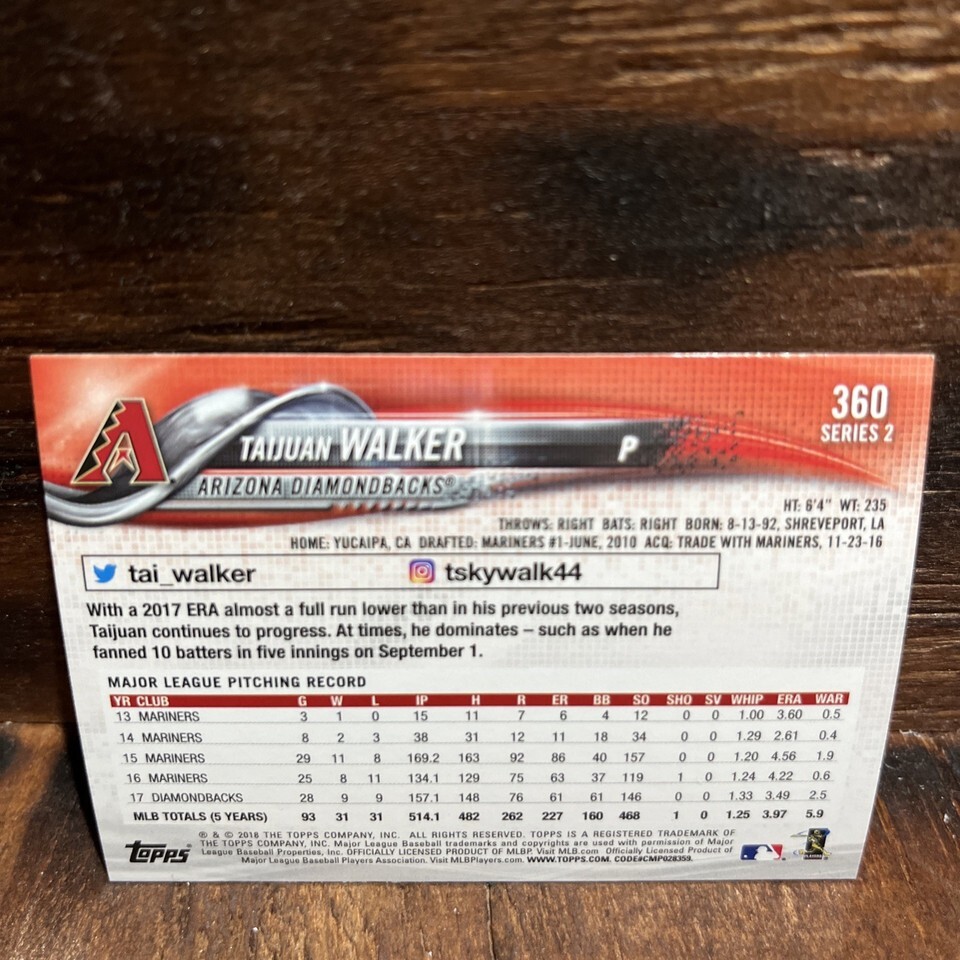 360
SERIES 2
TAIJUAN WALKER P
ARIZONA DIAMONDBACKS®
HT: 6'4" WT: 235
THROWS: RIGHT BATS: RIGHT BORN: 8-13-92, SHREVEPORT, LA
HOME: YUCAIPA, CA DRAFTED: MARINERS #1-JUNE, 2010 ACQ: TRADE WITH MARINERS, 11-23-16
tai_walker tskywalk44
With a 2017 ERA almost a full run lower than in his previous two seasons,
Taijuan continues to progress. At times, he dominates – such as when he
fanned 10 batters in five innings on September 1.
MAJOR LEAGUE PITCHING RECORD
YR CLUB G W L IP H R ER BB SO SHO SV WHIP ERA WAR
13 MARINERS 3 1 0 15 11 7 6 4 12 0 0 1.00 3.60 0.5
14 MARINERS 8 2 3 38 31 12 11 18 34 0 0 1.29 2.61 0.4
15 MARINERS 29 11 8 169.2 163 92 86 40 157 0 0 1.20 4.56 1.9
16 MARINERS 25 8 11 134.1 129 75 63 37 119 1 0 1.24 4.22 0.6
17 DIAMONDBACKS 28 9 9 157.1 148 76 61 61 146 0 0 1.33 3.49 2.5
MLB TOTALS (5 YEARS) 93 31 31 514.1 482 262 227 160 468 1 0 1.25 3.97 5.9
® & © 2018 THE TOPPS COMPANY, INC. ALL RIGHTS RESERVED. TOPPS IS A REGISTERED TRADEMARK OF
THE TOPPS COMPANY, INC. Major League Baseball trademarks and copyrights are used with permission of Major
League Baseball Properties, Inc. OFFICIALLY LICENSED PRODUCT OF MLBP. Visit MLB.com Officially Licensed Product of
Major League Baseball Players Association. Visit MLBPlayers.com. WWW.TOPPS.COM. CODE#CMP028359.
topps